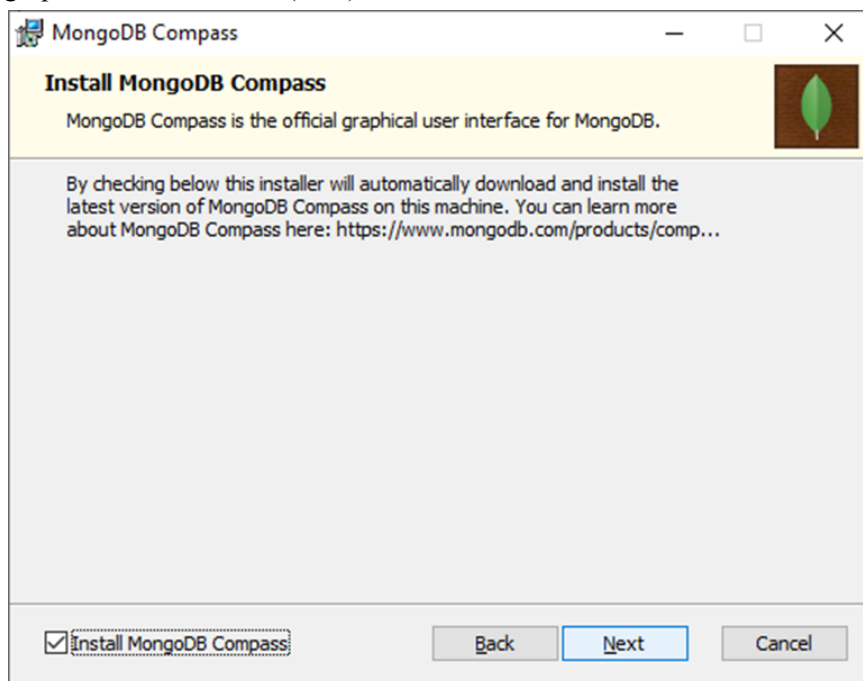 MongoDB Compass
Install MongoDB Compass
MongoDB Compass is the official graphical user interface for MongoDB.
By checking below this installer will automatically download and install the
latest version of MongoDB Compass on this machine. You can learn more
about MongoDB Compass here: https://www.mongodb.com/products/comp...
Install MongoDB Compass
Back
Next
Cancel